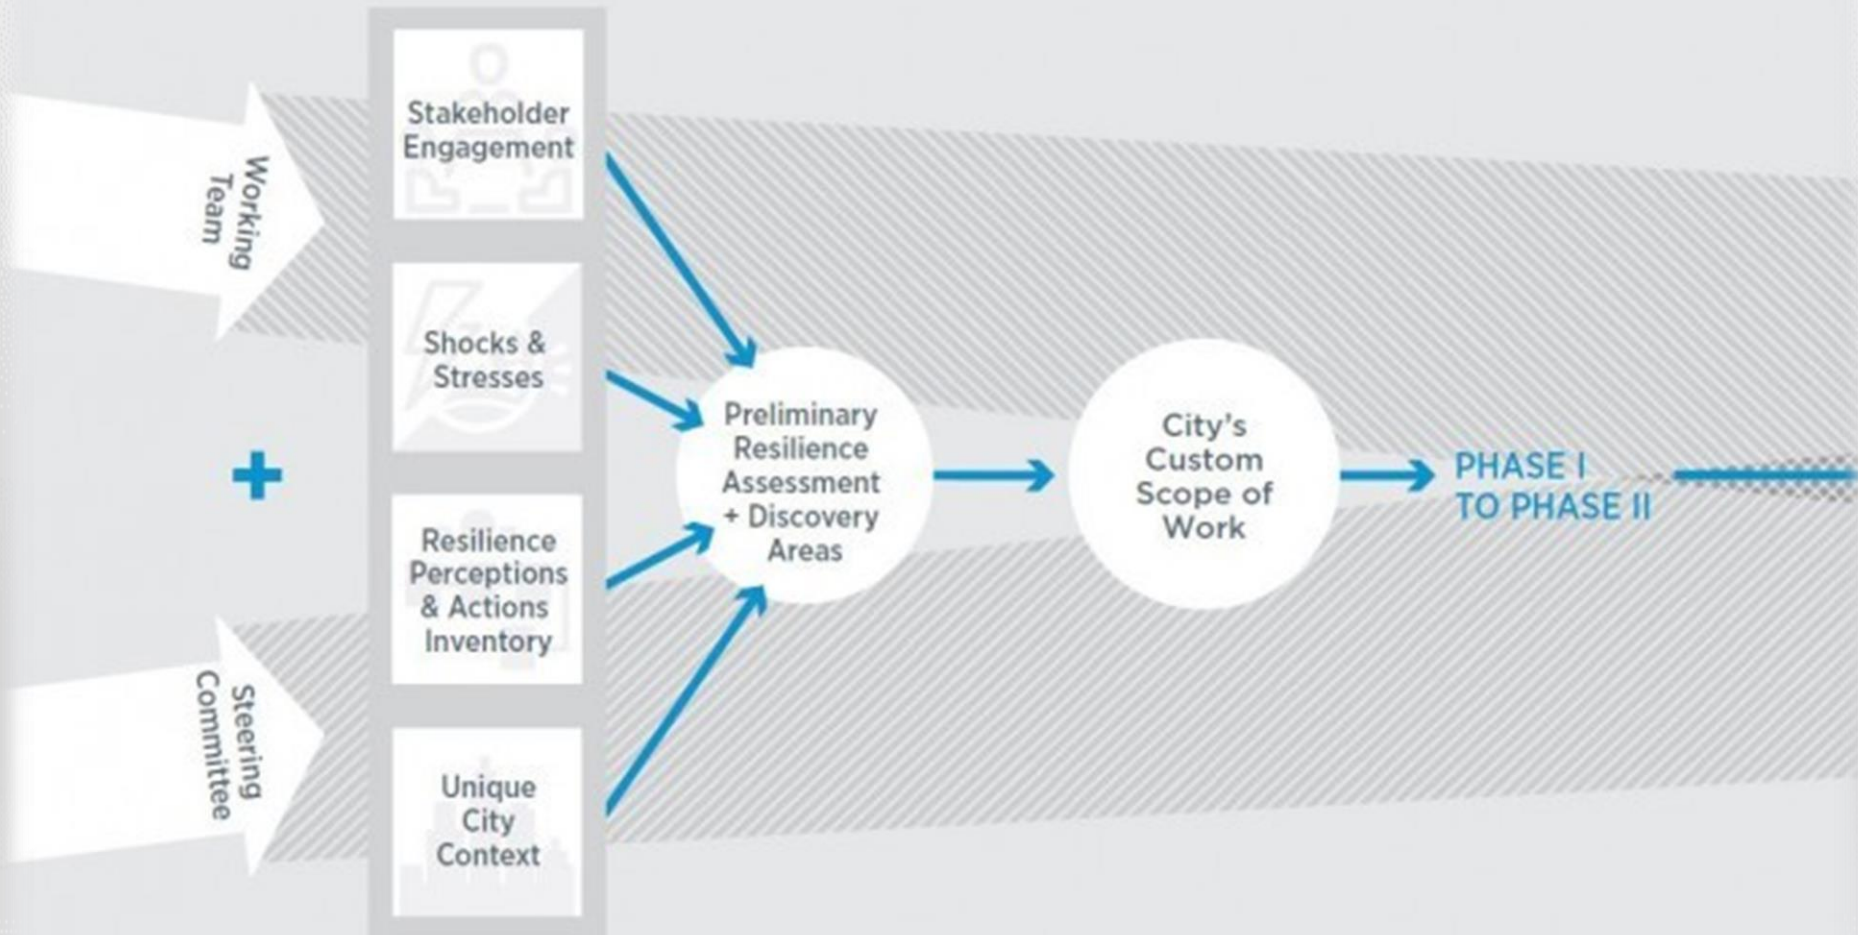 Working
Team
+
Steering
Committee
Stakeholder
Engagement
Shocks &
Stresses
Resilience
Perceptions
& Actions
Inventory
Unique
City
Context
Preliminary
Resilience
Assessment
+ Discovery
Areas
City's
Custom
Scope of
Work
PHASE I
TO PHASE II